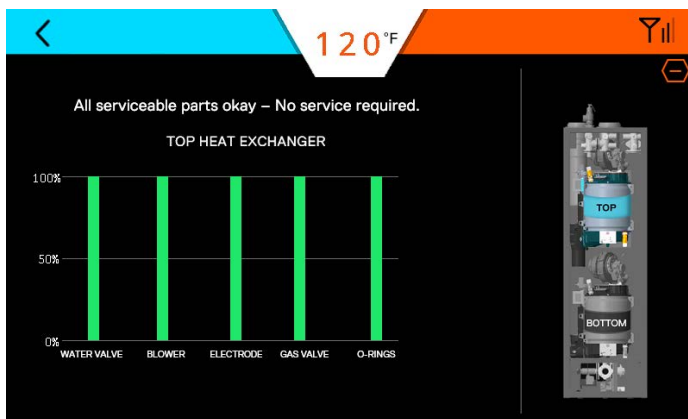 120°F
All serviceable parts okay – No service required.
TOP HEAT EXCHANGER
100%
50%
0%
WATER VALVE BLOWER ELECTRODE GAS VALVE O-RINGS
TOP
BOTTOM